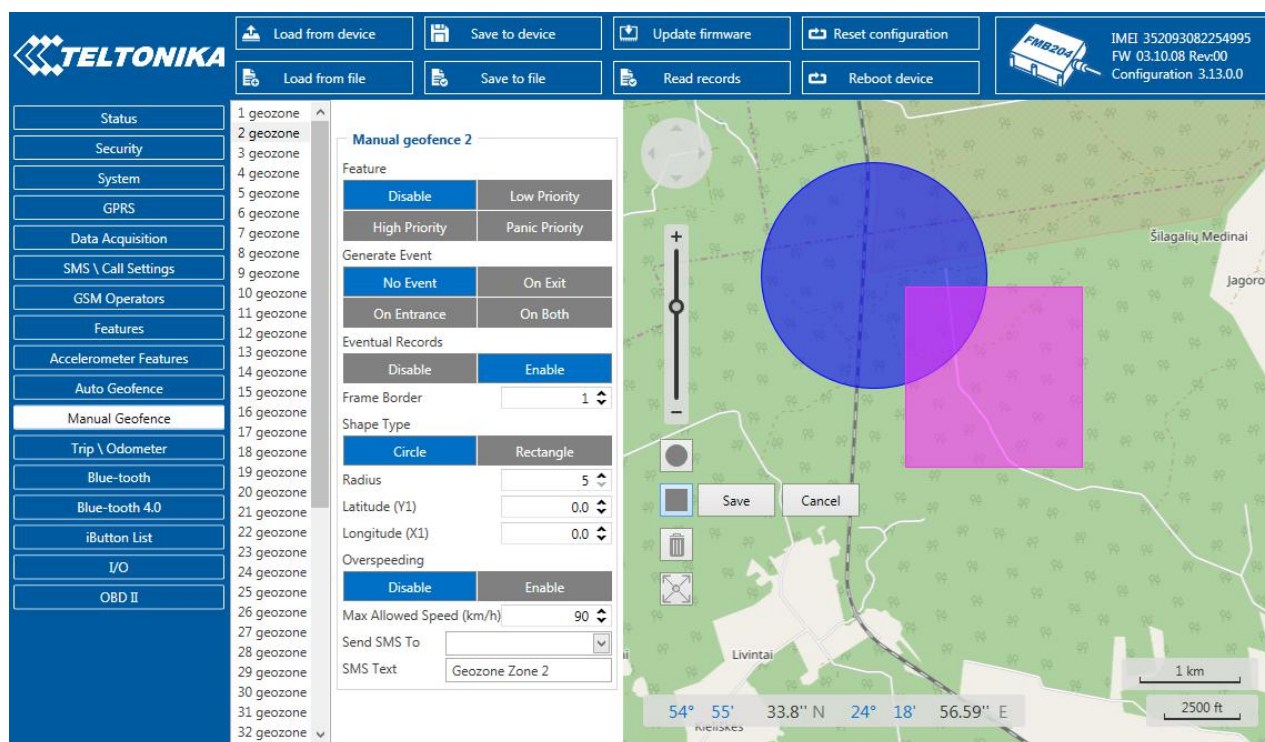 TELTONIKA
Load from device
Save to device
Update firmware
Reset configuration
Load from file
Save to file
Read records
Reboot device
FMB204
IMEI 352093082254995
FW 03.10.08 Rev:00
Configuration 3.13.0.0
Status
Security
System
GPRS
Data Acquisition
SMS \ Call Settings
GSM Operators
Features
Accelerometer Features
Auto Geofence
Manual Geofence
Trip \ Odometer
Blue-tooth
Blue-tooth 4.0
iButton List
I/O
OBD II
1 geozone
2 geozone
3 geozone
4 geozone
5 geozone
6 geozone
7 geozone
8 geozone
9 geozone
10 geozone
11 geozone
12 geozone
13 geozone
14 geozone
15 geozone
16 geozone
17 geozone
18 geozone
19 geozone
20 geozone
21 geozone
22 geozone
23 geozone
24 geozone
25 geozone
26 geozone
27 geozone
28 geozone
29 geozone
30 geozone
31 geozone
32 geozone
Manual geofence 2
Feature
Disable Low Priority
High Priority Panic Priority
Generate Event
No Event On Exit
On Entrance On Both
Eventual Records
Disable Enable
Frame Border 1
Shape Type
Circle Rectangle
Radius 5
Latitude (Y1) 0.0
Longitude (X1) 0.0
Overspeeding
Disable Enable
Max Allowed Speed (km/h) 90
Send SMS To
SMS Text Geozone Zone 2
+
−
Save Cancel
Šilagalių Medinai
Jagoro
Livintai
1 km
2500 ft
54° 55' 33.8'' N 24° 18' 56.59'' E